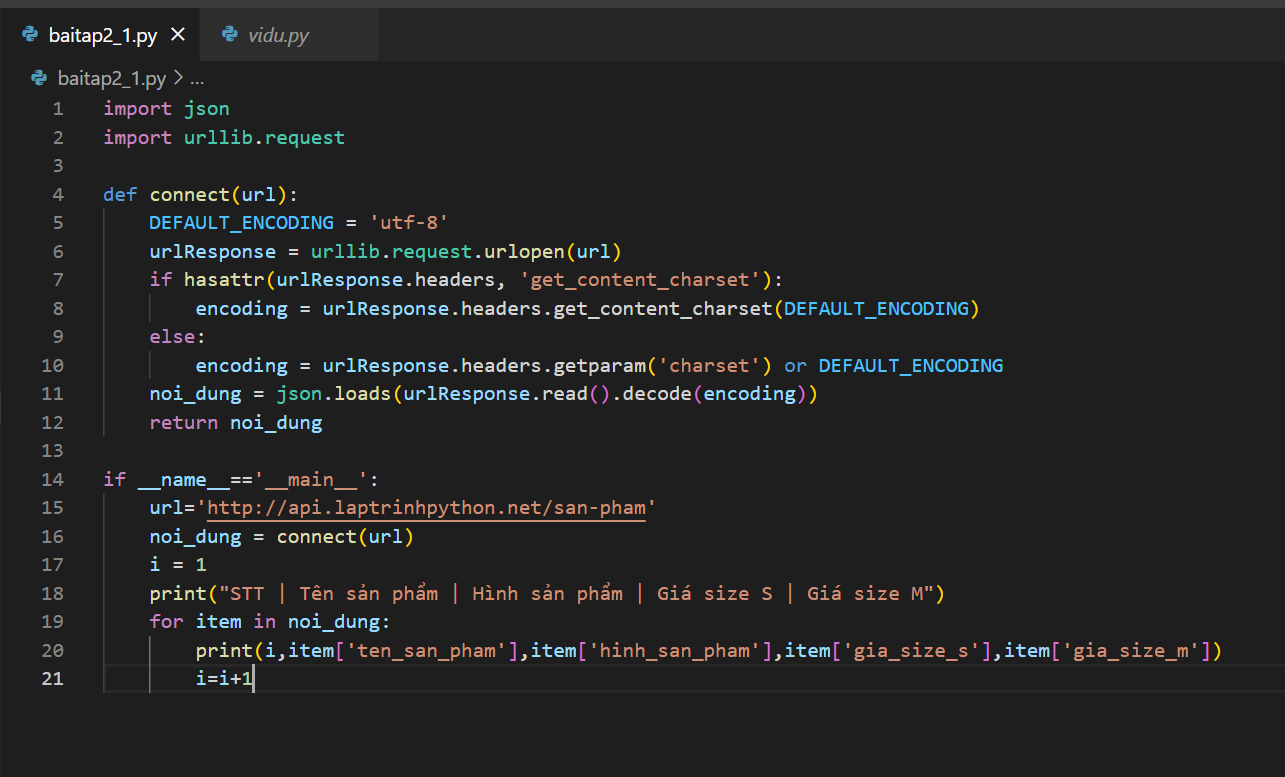 baitap2_1.py
vidu.py
baitap2_1.py > ...
1 import json
2 import urllib.request
3
4 def connect(url):
5     DEFAULT_ENCODING = 'utf-8'
6     urlResponse = urllib.request.urlopen(url)
7     if hasattr(urlResponse.headers, 'get_content_charset'):
8         encoding = urlResponse.headers.get_content_charset(DEFAULT_ENCODING)
9     else:
10         encoding = urlResponse.headers.getparam('charset') or DEFAULT_ENCODING
11     noi_dung = json.loads(urlResponse.read().decode(encoding))
12     return noi_dung
13
14 if __name__=='__main__':
15     url='http://api.laptrinhpython.net/san-pham'
16     noi_dung = connect(url)
17     i = 1
18     print("STT | Tên sản phẩm | Hình sản phẩm | Giá size S | Giá size M")
19     for item in noi_dung:
20         print(i,item['ten_san_pham'],item['hinh_san_pham'],item['gia_size_s'],item['gia_size_m'])
21         i=i+1